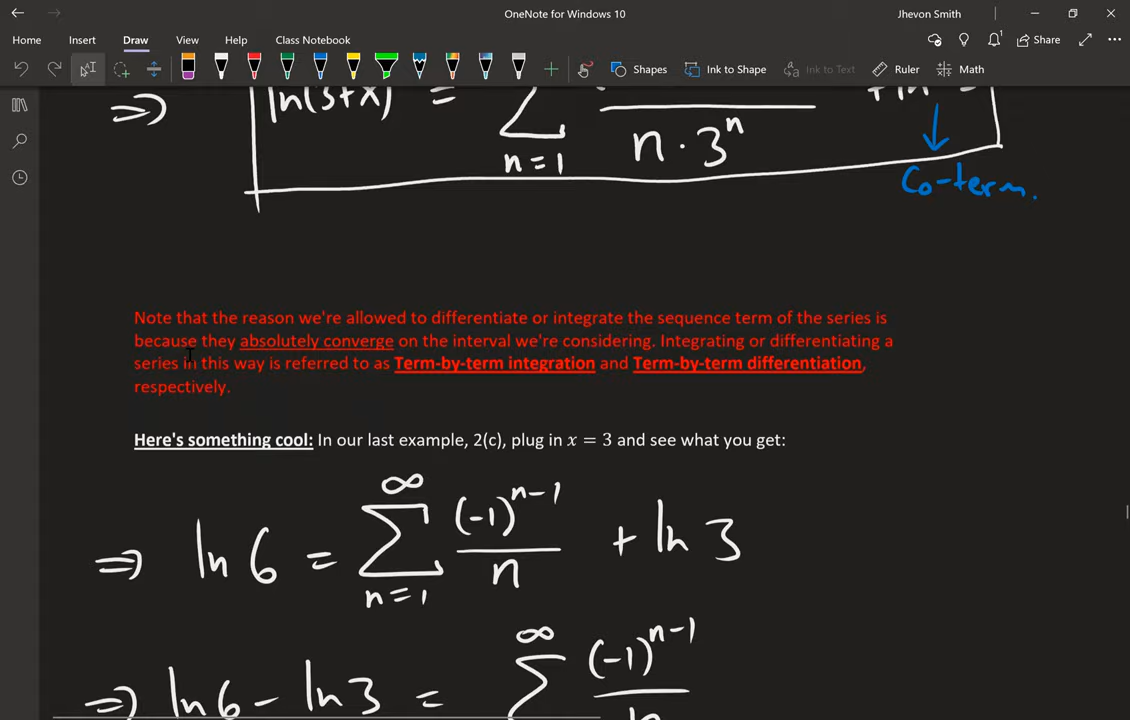 OneNote for Windows 10
Jhevon Smith
Home Insert Draw View Help Class Notebook
Share
Shapes Ink to Shape Ink to Text Ruler Math
⇒ ln(3+x) = ∑ + ln
n=1 n · 3^n
Co-term.
Note that the reason we're allowed to differentiate or integrate the sequence term of the series is
because they absolutely converge on the interval we're considering. Integrating or differentiating a
series in this way is referred to as Term-by-term integration and Term-by-term differentiation,
respectively.
Here's something cool: In our last example, 2(c), plug in x = 3 and see what you get:
⇒ ln 6 = ∑_{n=1}^{∞} (-1)^{n-1} / n + ln 3
⇒ ln 6 - ln 3 = ∑^{∞} (-1)^{n-1}